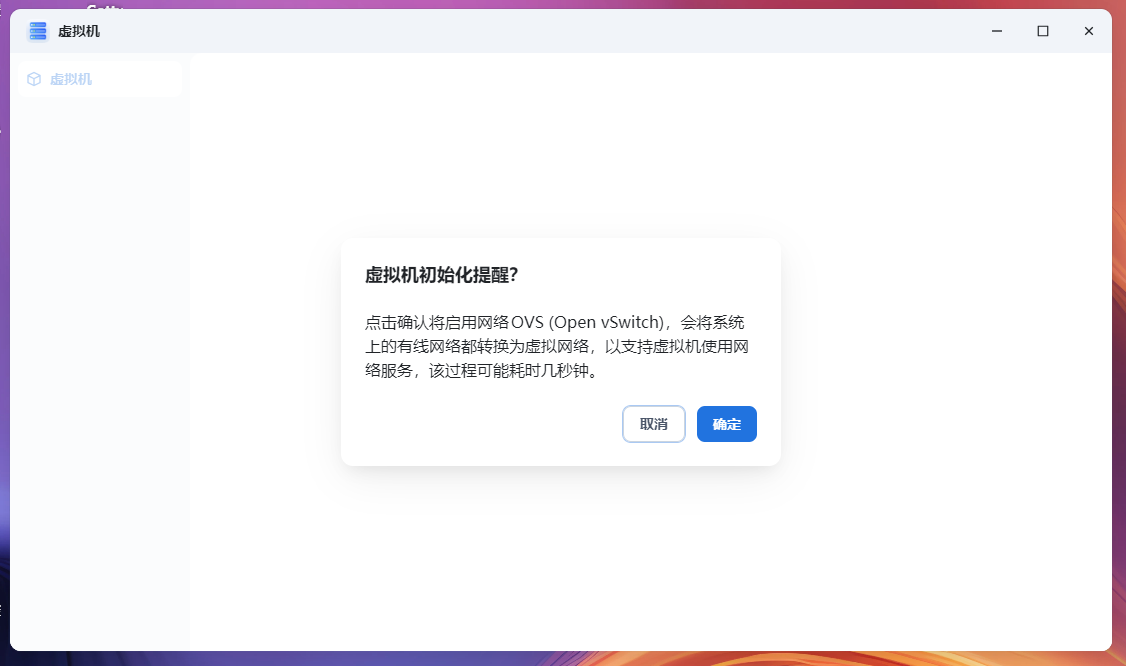 虚拟机
虚拟机
虚拟机初始化提醒?
点击确认将启用网络OVS (Open vSwitch)，会将系统
上的有线网络都转换为虚拟网络，以支持虚拟机使用网
络服务，该过程可能耗时几秒钟。
取消
确定